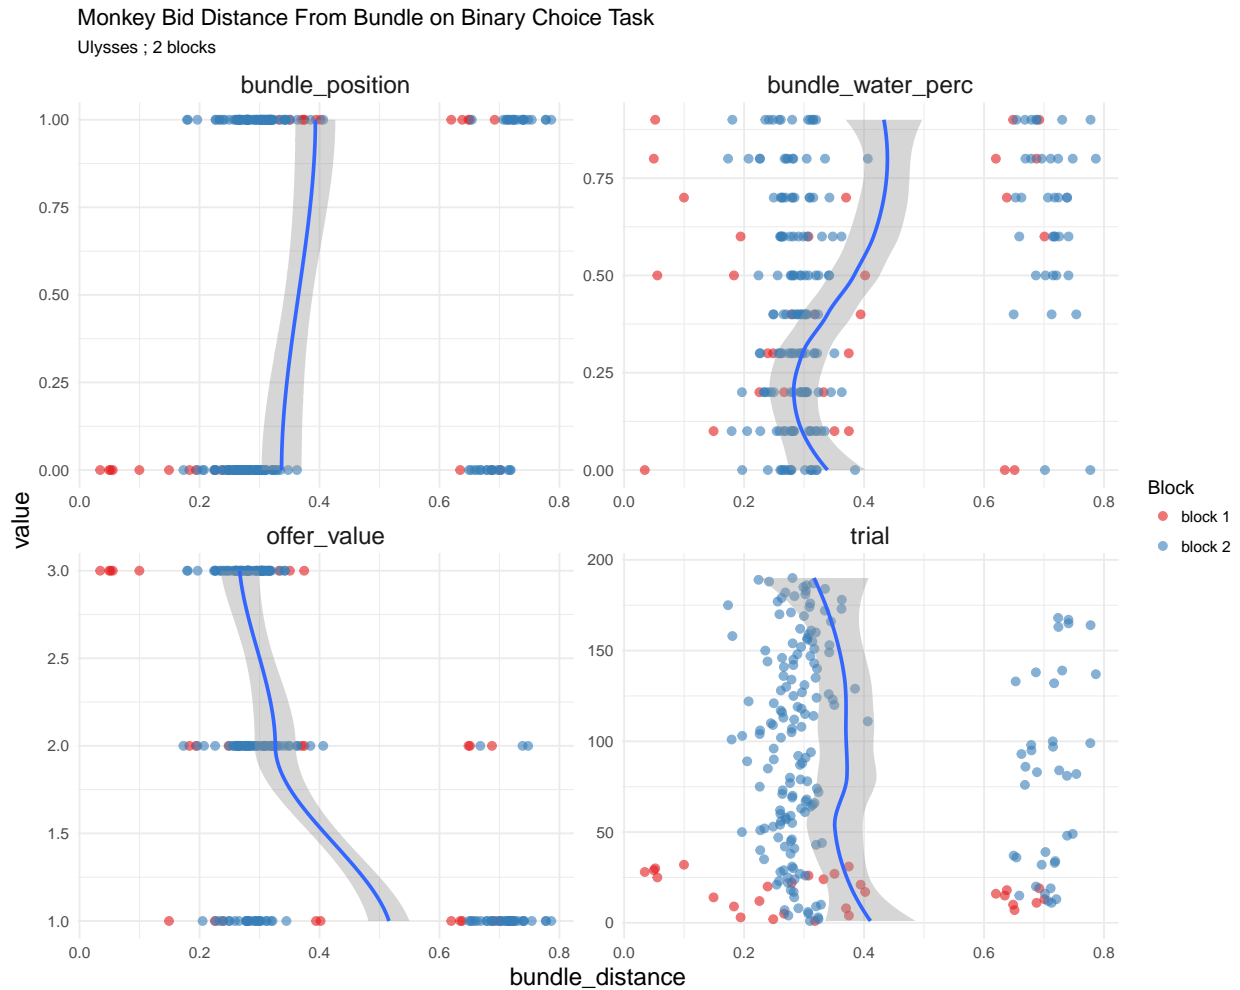 Monkey Bid Distance From Bundle on Binary Choice Task
Ulysses ; 2 blocks
bundle_position
bundle_water_perc
1.00
0.75
0.50
0.25
0.00
0.0 0.2 0.4 0.6 0.8
0.75
0.50
0.25
0.00
0.0 0.2 0.4 0.6 0.8
value
offer_value
trial
3.0
2.5
2.0
1.5
1.0
0.0 0.2 0.4 0.6 0.8
200
150
100
50
0
0.0 0.2 0.4 0.6 0.8
bundle_distance
Block
block 1
block 2